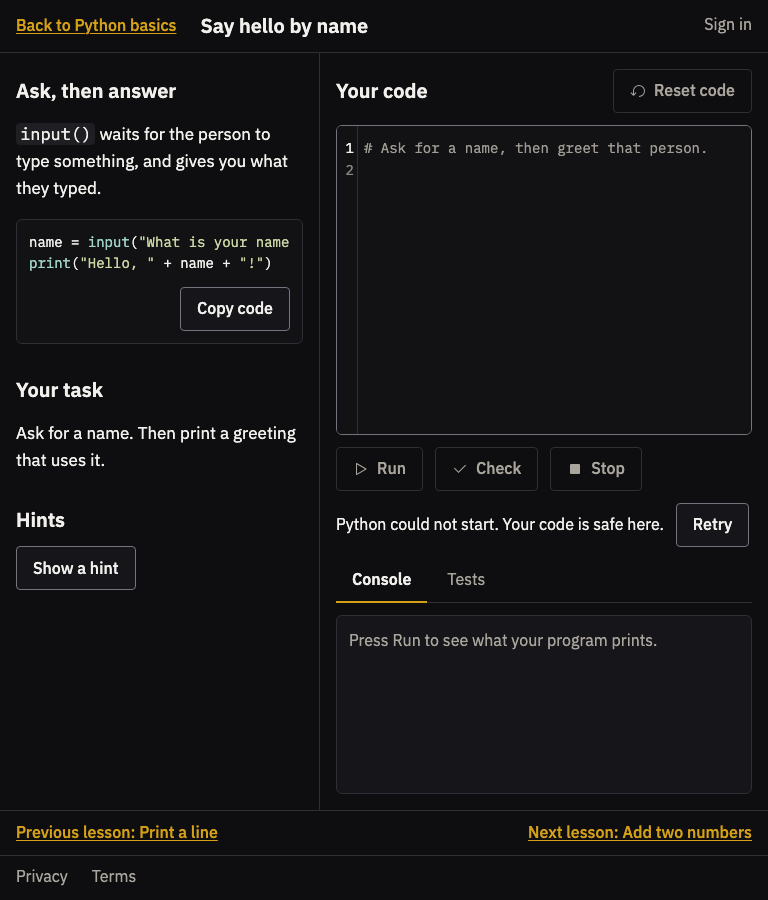 Back to Python basics
Say hello by name
Sign in
Ask, then answer
input() waits for the person to
type something, and gives you what
they typed.
name = input("What is your name
print("Hello, " + name + "!")
Copy code
Your task
Ask for a name. Then print a greeting
that uses it.
Hints
Show a hint
Your code
Reset code
1 # Ask for a name, then greet that person.
2
Run
Check
Stop
Python could not start. Your code is safe here.
Retry
Console
Tests
Press Run to see what your program prints.
Previous lesson: Print a line
Next lesson: Add two numbers
Privacy
Terms